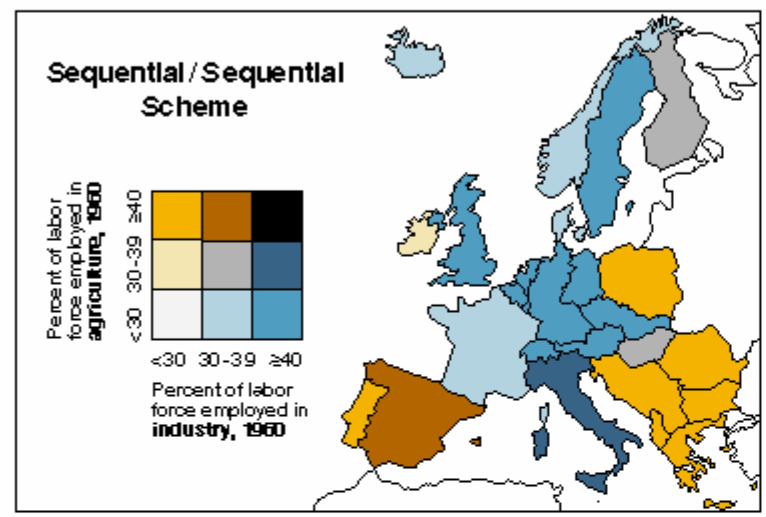 Sequential / Sequential
Scheme
Percent of labor
force employed in
agriculture, 1960
≥40
30-39
<30
<30 30-39 ≥40
Percent of labor
force employed in
industry, 1960